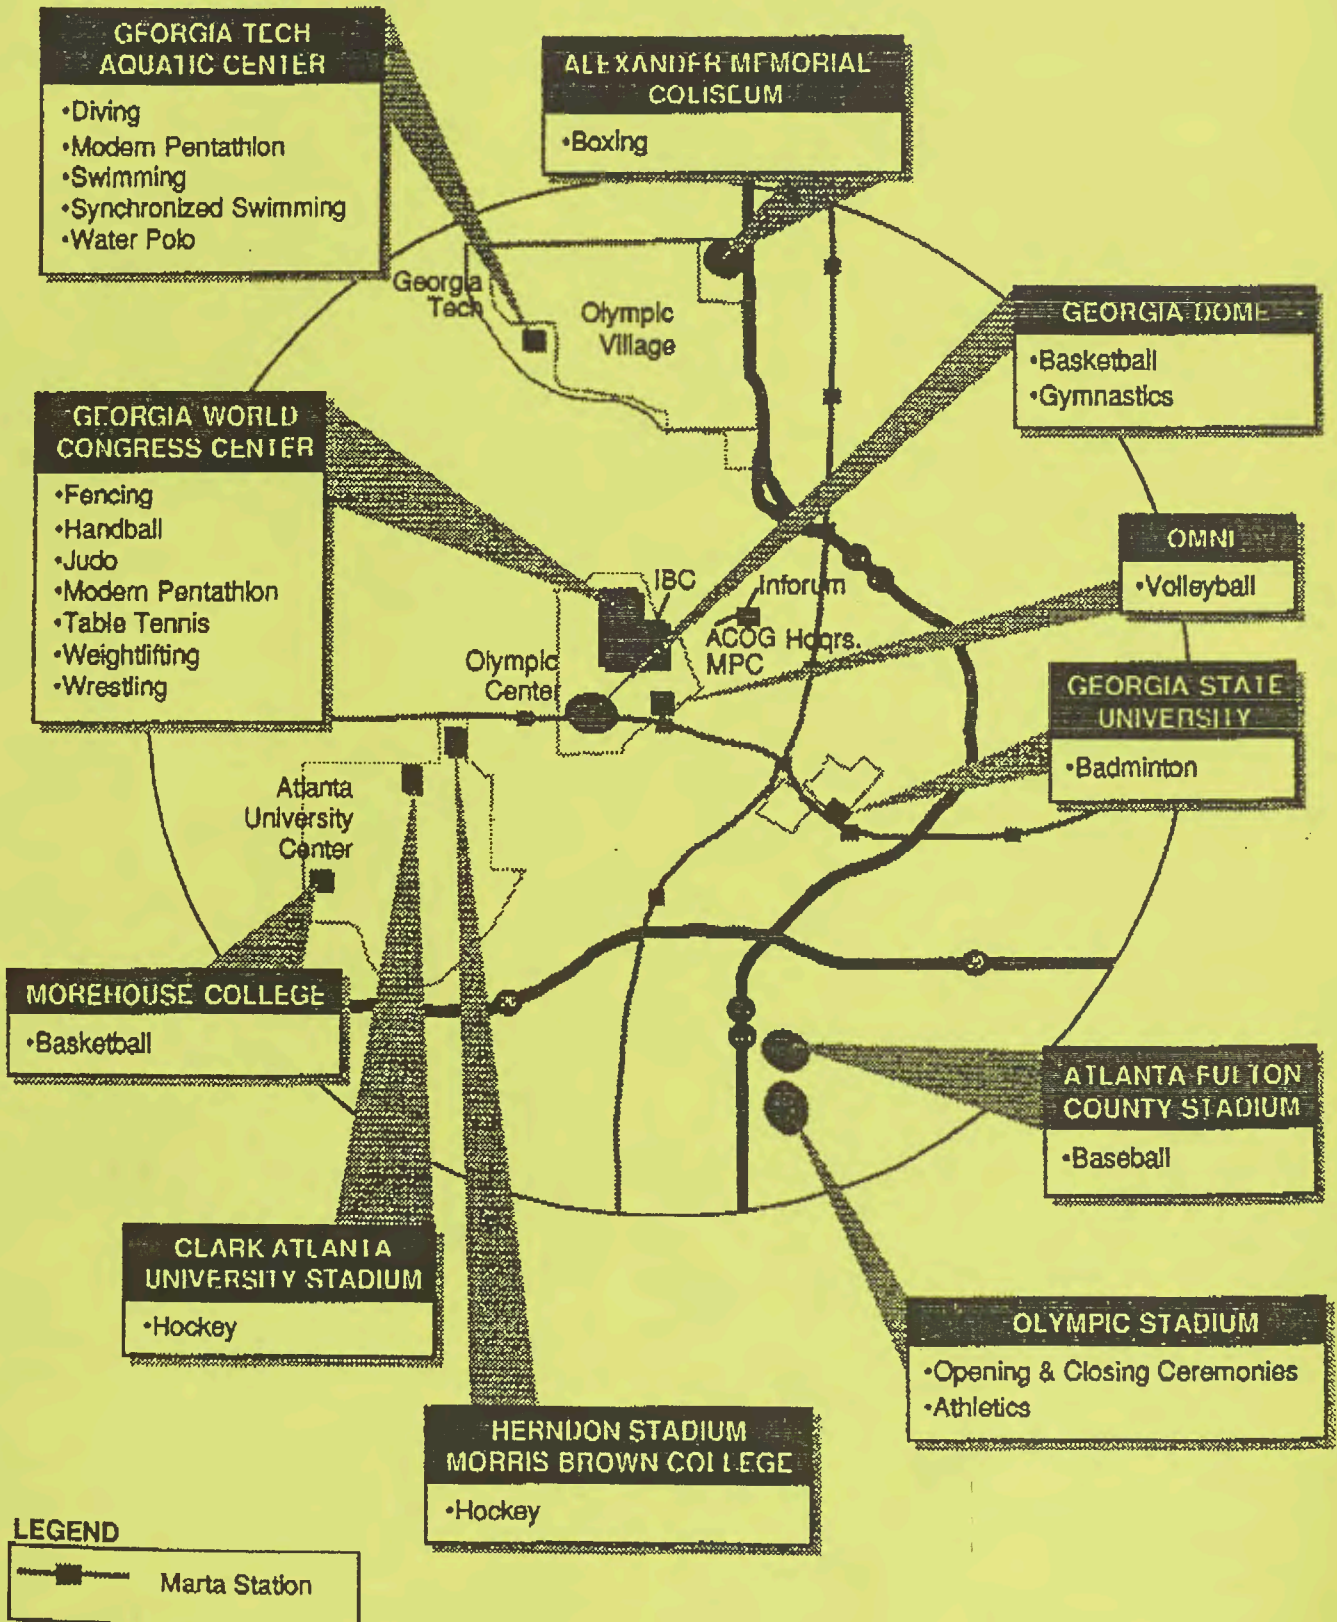 GEORGIA TECH
AQUATIC CENTER
•Diving
•Modern Pentathlon
•Swimming
•Synchronized Swimming
•Water Polo
ALEXANDER MEMORIAL
COLISEUM
•Boxing
Georgia
Tech
Olympic
Village
GEORGIA DOME
•Basketball
•Gymnastics
GEORGIA WORLD
CONGRESS CENTER
•Fencing
•Handball
•Judo
•Modern Pentathlon
•Table Tennis
•Weightlifting
•Wrestling
OMNI
•Volleyball
IBC
Inforum
ACOG Hdqrs.
MPC
Olympic
Center
GEORGIA STATE
UNIVERSITY
•Badminton
Atlanta
University
Center
MOREHOUSE COLLEGE
•Basketball
ATLANTA FULTON
COUNTY STADIUM
•Baseball
CLARK ATLANTA
UNIVERSITY STADIUM
•Hockey
OLYMPIC STADIUM
•Opening & Closing Ceremonies
•Athletics
HERNDON STADIUM
MORRIS BROWN COLLEGE
•Hockey
LEGEND
Marta Station